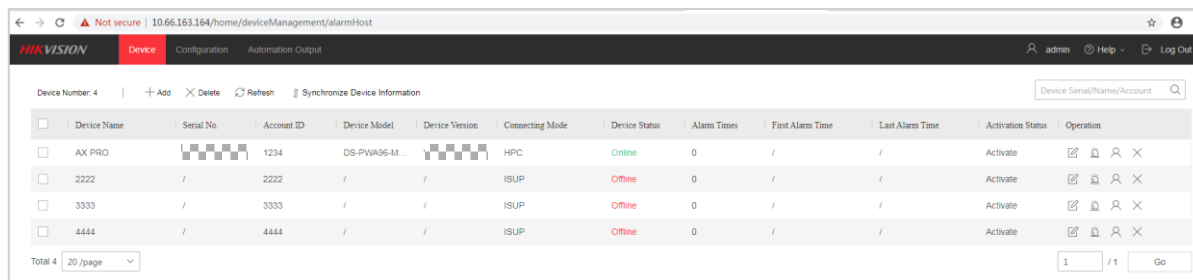 Not secure | 10.66.163.164/home/deviceManagement/alarmHost
HIKVISION Device Configuration Automation Output admin Help Log Out
Device Number: 4 | Add Delete Refresh Synchronize Device Information Device Serial/Name/Account
Device Name Serial No. Account ID Device Model Device Version Connecting Mode Device Status Alarm Times First Alarm Time Last Alarm Time Activation Status Operation
AX PRO 1234 DS-PWA96-M... HPC Online 0 / / Activate
2222 / 2222 / / ISUP Offline 0 / / Activate
3333 / 3333 / / ISUP Offline 0 / / Activate
4444 / 4444 / / ISUP Offline 0 / / Activate
Total 4 20 /page 1 / 1 Go